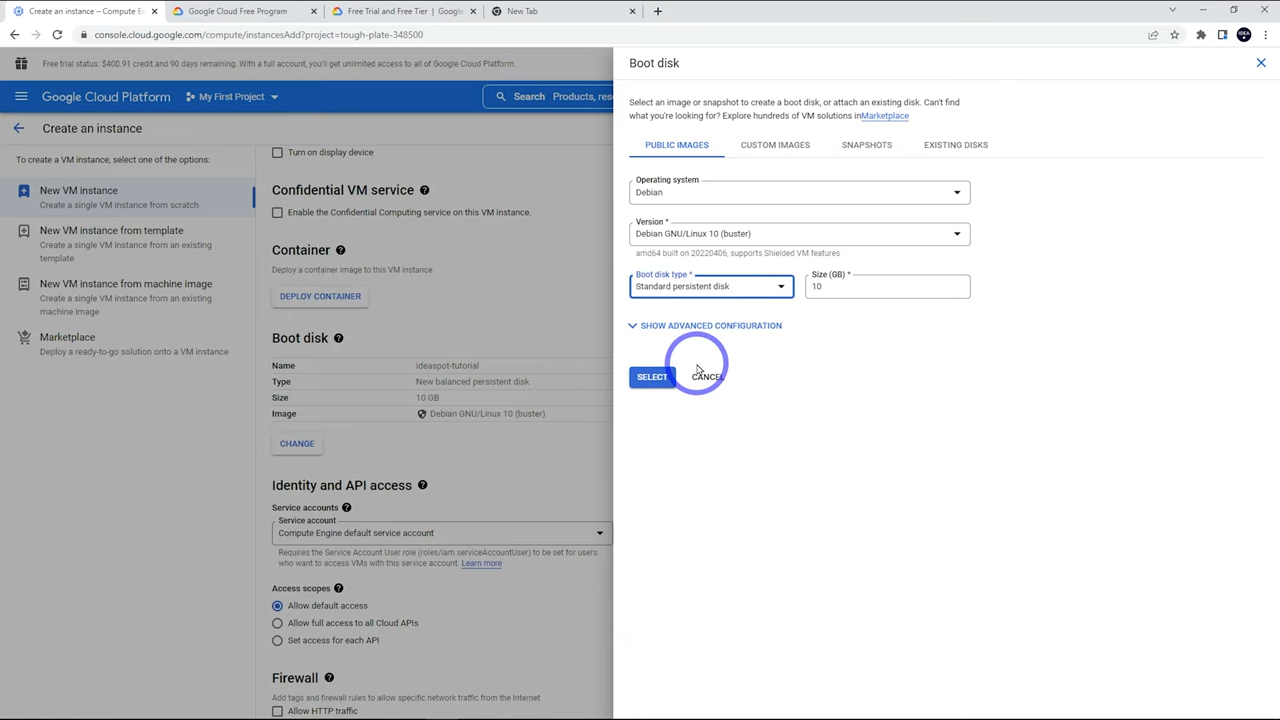 Create an instance – Compute E
Google Cloud Free Program
Free Trial and Free Tier | Google
New Tab
console.cloud.google.com/compute/instancesAdd?project=tough-plate-348500
IDEA
Free trial status: $400.91 credit and 90 days remaining. With a full account, you'll get unlimited access to all of Google Cloud Platform.
Google Cloud Platform
My First Project
Search Products, res
Create an instance
To create a VM instance, select one of the options:
New VM instance
Create a single VM instance from scratch
New VM instance from template
Create a single VM instance from an existing
template
New VM instance from machine image
Create a single VM instance from an existing
machine image
Marketplace
Deploy a ready-to-go solution onto a VM instance
Turn on display device
Confidential VM service
Enable the Confidential Computing service on this VM instance.
Container
Deploy a container image to this VM instance
DEPLOY CONTAINER
Boot disk
Name ideaspot-tutorial
Type New balanced persistent disk
Size 10 GB
Image Debian GNU/Linux 10 (buster)
CHANGE
Identity and API access
Service accounts
Service account
Compute Engine default service account
Requires the Service Account User role (roles/iam.serviceAccountUser) to be set for users
who want to access VMs with this service account. Learn more
Access scopes
Allow default access
Allow full access to all Cloud APIs
Set access for each API
Firewall
Add tags and firewall rules to allow specific network traffic from the Internet
Allow HTTP traffic
Boot disk
Select an image or snapshot to create a boot disk, or attach an existing disk. Can't find
what you're looking for? Explore hundreds of VM solutions inMarketplace
PUBLIC IMAGES CUSTOM IMAGES SNAPSHOTS EXISTING DISKS
Operating system
Debian
Version *
Debian GNU/Linux 10 (buster)
amd64 built on 20220406, supports Shielded VM features
Boot disk type *
Standard persistent disk
Size (GB) *
10
SHOW ADVANCED CONFIGURATION
SELECT CANCEL